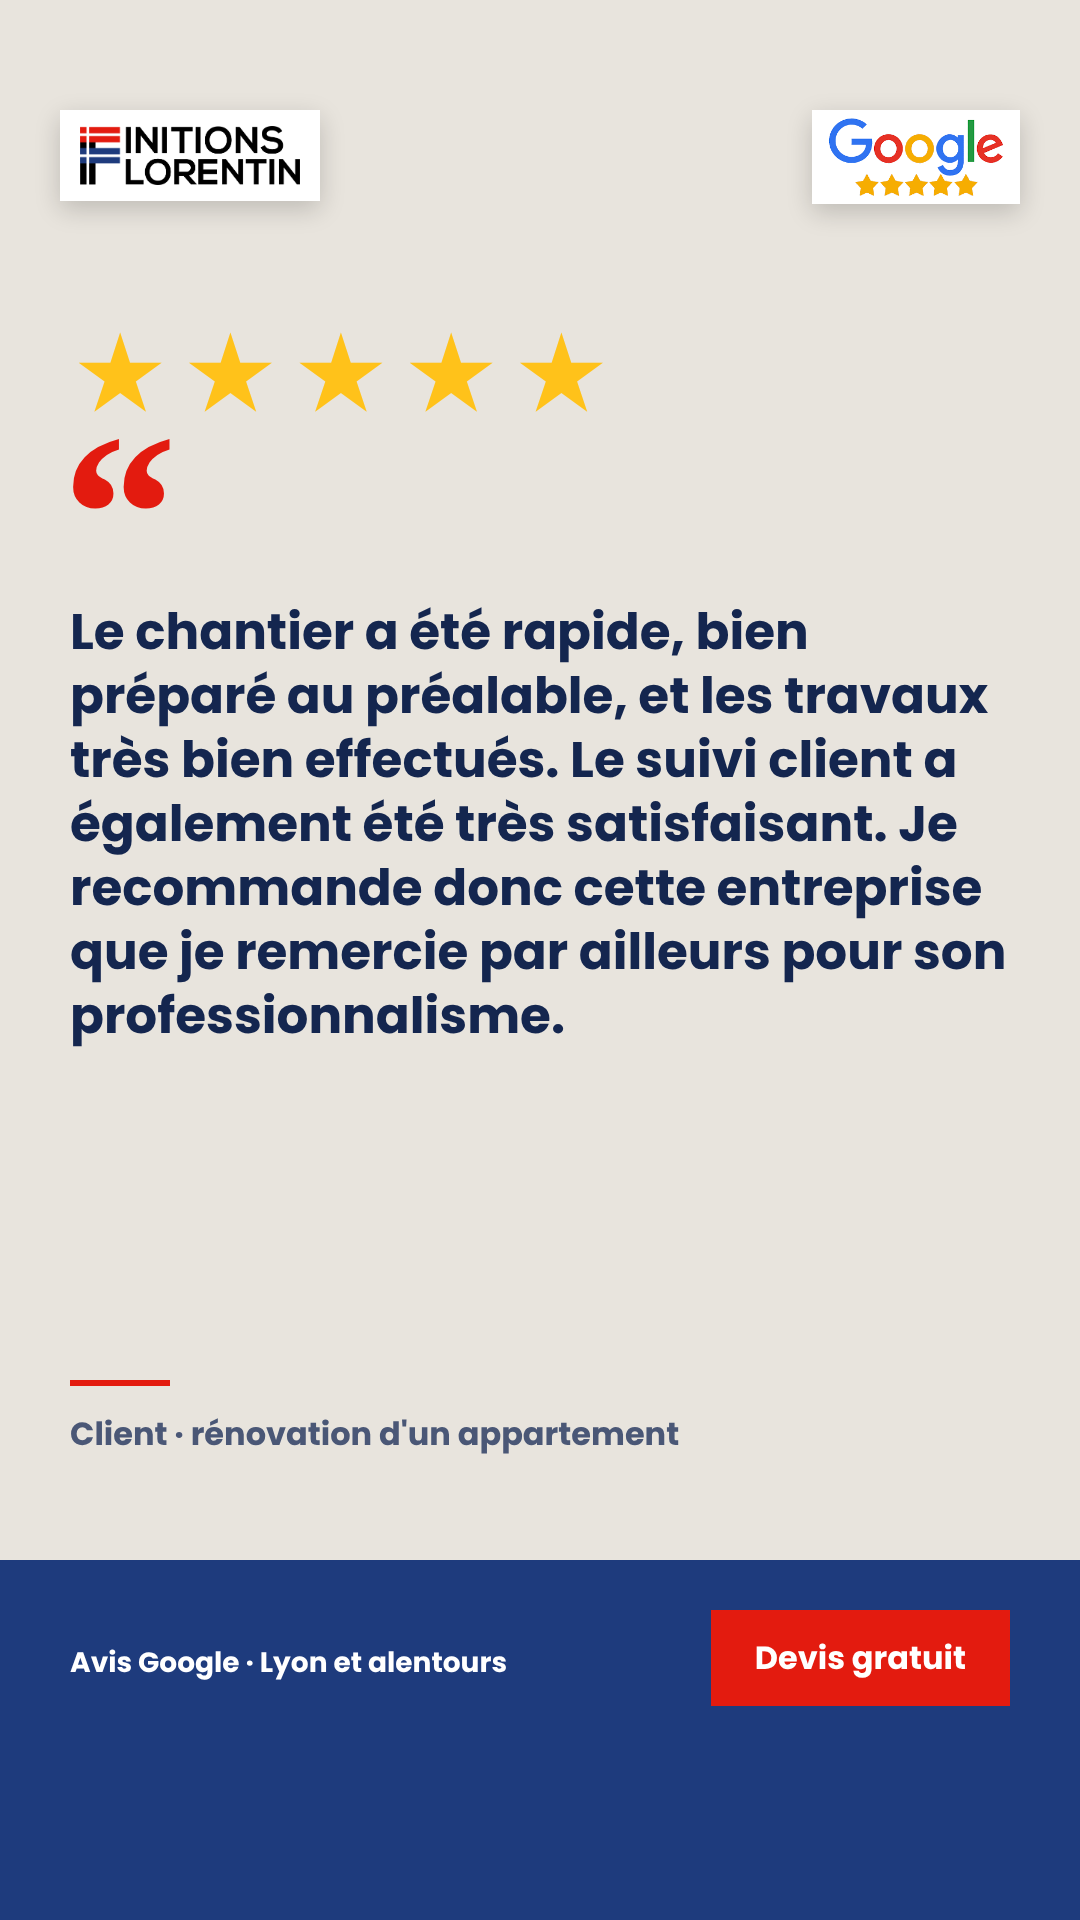 FINITIONS
FLORENTIN
Google
“
Le chantier a été rapide, bien
préparé au préalable, et les travaux
très bien effectués. Le suivi client a
également été très satisfaisant. Je
recommande donc cette entreprise
que je remercie par ailleurs pour son
professionnalisme.
Client · rénovation d'un appartement
Avis Google · Lyon et alentours
Devis gratuit